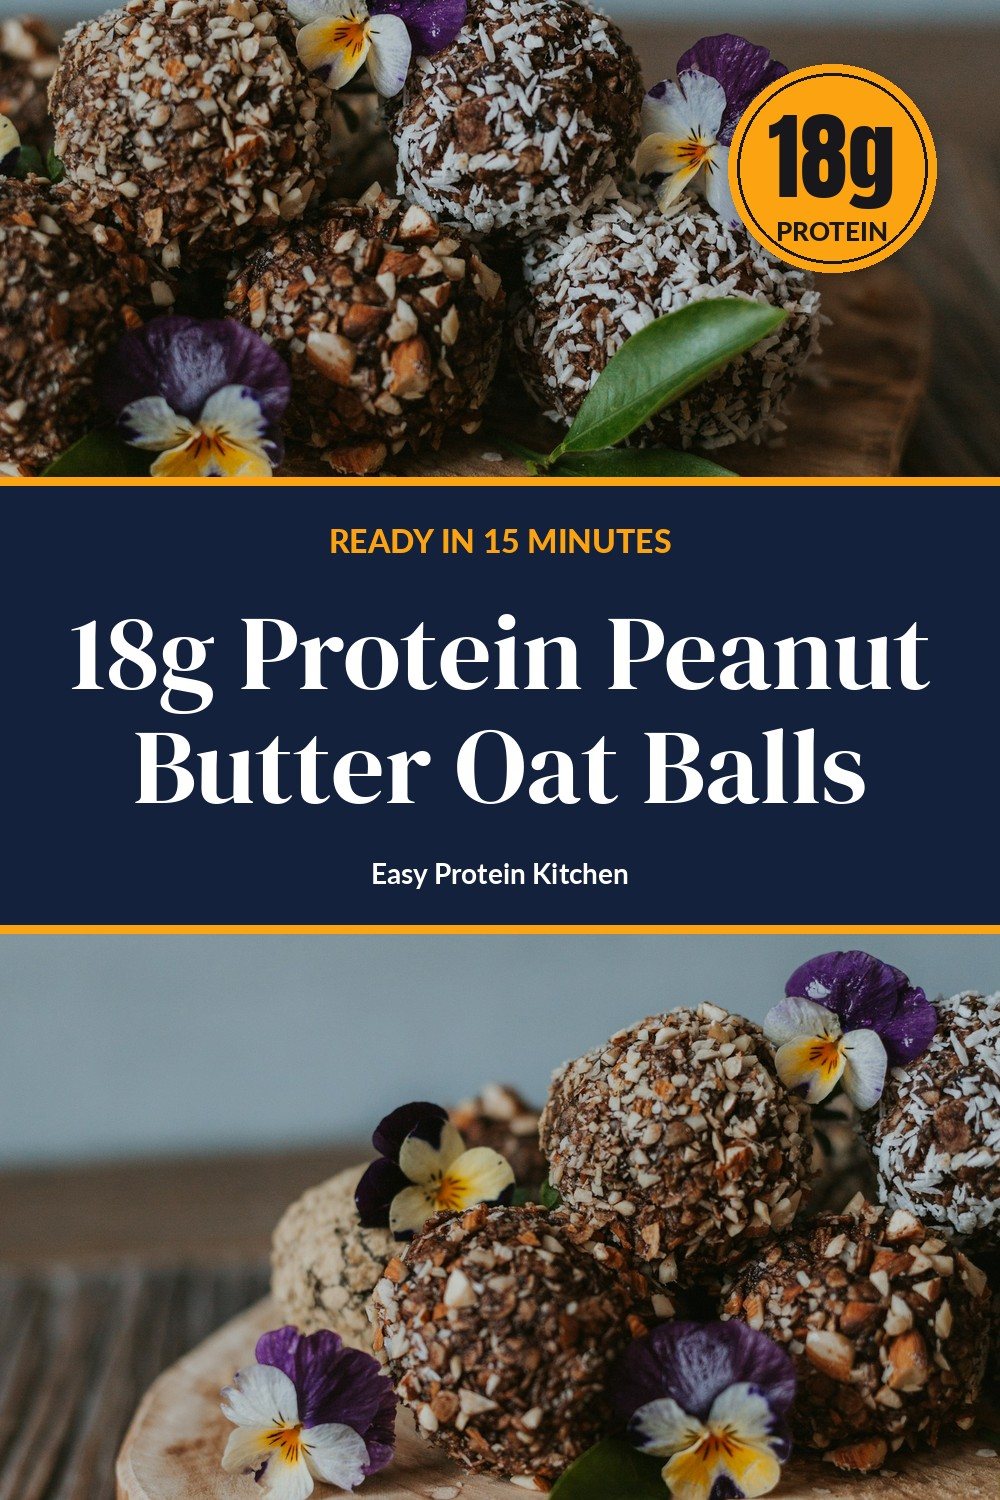 18g
PROTEIN
READY IN 15 MINUTES
18g Protein Peanut
Butter Oat Balls
Easy Protein Kitchen